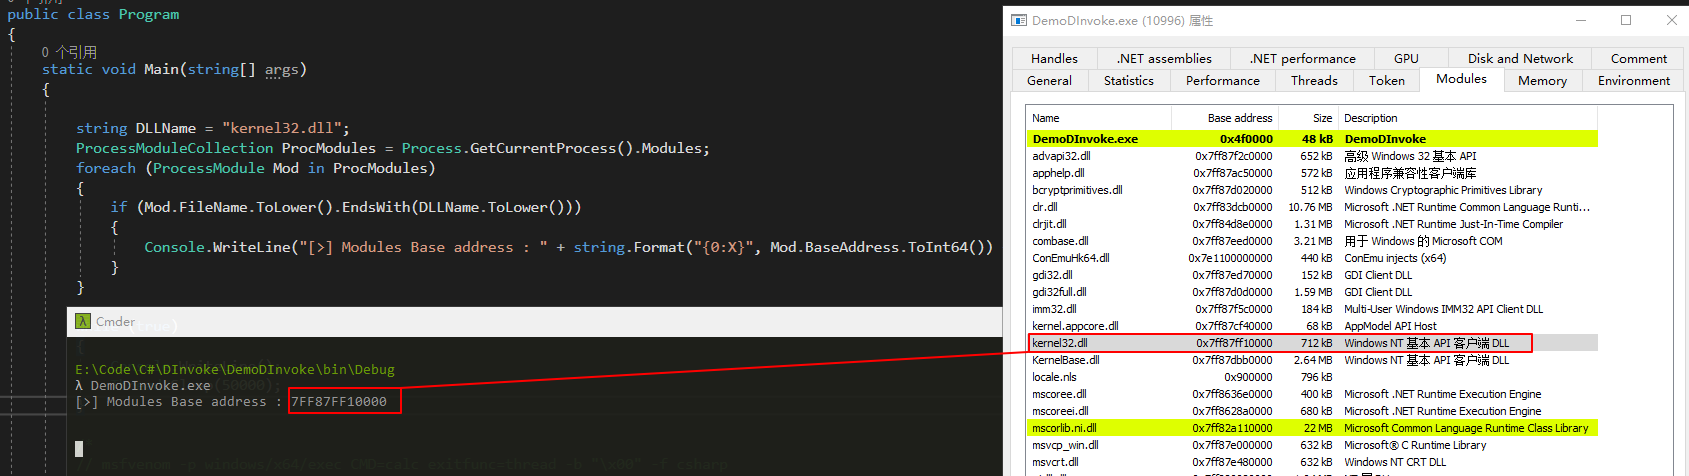 public class Program
{
0 个引用
static void Main(string[] args)
{
string DLLName = "kernel32.dll";
ProcessModuleCollection ProcModules = Process.GetCurrentProcess().Modules;
foreach (ProcessModule Mod in ProcModules)
{
if (Mod.FileName.ToLower().EndsWith(DLLName.ToLower()))
{
Console.WriteLine("[>] Modules Base address : " + string.Format("{0:X}", Mod.BaseAddress.ToInt64())
}
}
Cmder
true)
E:\Code\C#\DInvoke\DemoDInvoke\bin\Debug
λ DemoDInvoke.exe
50000);
[>] Modules Base address : 7FF87FF10000
// msfvenom -p windows/x64/exec CMD=calc exitfunc=thread -b "\x00" -f csharp
DemoDInvoke.exe (10996) 属性
Handles .NET assemblies .NET performance GPU Disk and Network Comment
General Statistics Performance Threads Token Modules Memory Environment
Name Base address Size Description
DemoDInvoke.exe 0x4f0000 48 kB DemoDInvoke
advapi32.dll 0x7ff87f2c0000 652 kB 高级 Windows 32 基本 API
apphelp.dll 0x7ff87ac50000 572 kB 应用程序兼容性客户端库
bcryptprimitives.dll 0x7ff87d020000 512 kB Windows Cryptographic Primitives Library
clr.dll 0x7ff83dcb0000 10.76 MB Microsoft .NET Runtime Common Language Runti...
clrjit.dll 0x7ff84d8e0000 1.31 MB Microsoft .NET Runtime Just-In-Time Compiler
combase.dll 0x7ff87eed0000 3.21 MB 用于 Windows 的 Microsoft COM
ConEmuHk64.dll 0x7e1100000000 440 kB ConEmu injects (x64)
gdi32.dll 0x7ff87ed70000 152 kB GDI Client DLL
gdi32full.dll 0x7ff87d0d0000 1.59 MB GDI Client DLL
imm32.dll 0x7ff87f5c0000 184 kB Multi-User Windows IMM32 API Client DLL
kernel.appcore.dll 0x7ff87cf40000 68 kB AppModel API Host
kernel32.dll 0x7ff87ff10000 712 kB Windows NT 基本 API 客户端 DLL
KernelBase.dll 0x7ff87dbb0000 2.64 MB Windows NT 基本 API 客户端 DLL
locale.nls 0x900000 796 kB
mscoree.dll 0x7ff8636e0000 400 kB Microsoft .NET Runtime Execution Engine
mscoreei.dll 0x7ff8628a0000 680 kB Microsoft .NET Runtime Execution Engine
mscorlib.ni.dll 0x7ff82a110000 22 MB Microsoft Common Language Runtime Class Library
msvcp_win.dll 0x7ff87e000000 632 kB Microsoft® C Runtime Library
msvcrt.dll 0x7ff87e480000 632 kB Windows NT CRT DLL